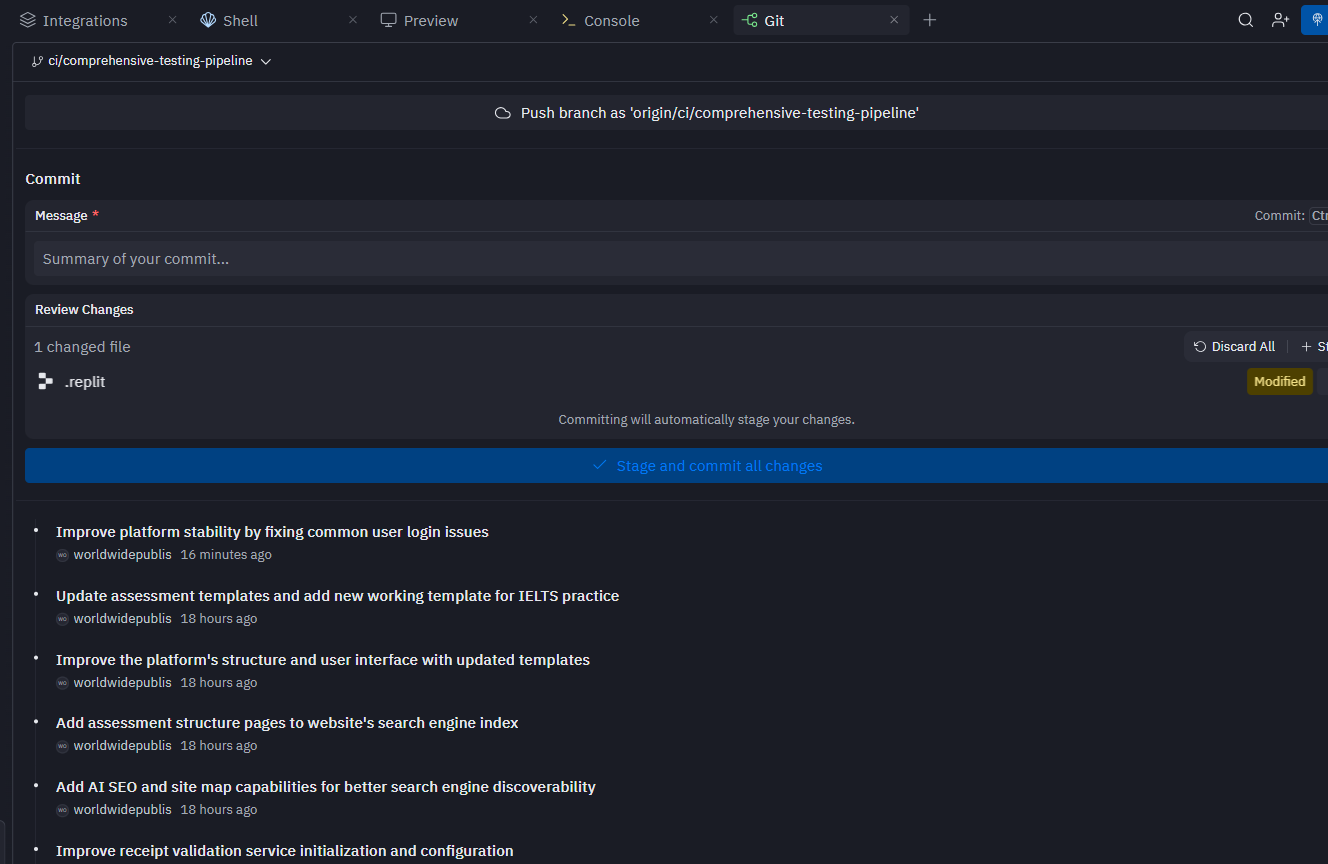 Integrations
Shell
Preview
Console
Git
ci/comprehensive-testing-pipeline
Push branch as 'origin/ci/comprehensive-testing-pipeline'
Commit
Message *
Commit:
Summary of your commit...
Review Changes
1 changed file
Discard All
.replit
Modified
Committing will automatically stage your changes.
Stage and commit all changes
Improve platform stability by fixing common user login issues
WO worldwidepublis 16 minutes ago
Update assessment templates and add new working template for IELTS practice
WO worldwidepublis 18 hours ago
Improve the platform's structure and user interface with updated templates
WO worldwidepublis 18 hours ago
Add assessment structure pages to website's search engine index
WO worldwidepublis 18 hours ago
Add AI SEO and site map capabilities for better search engine discoverability
WO worldwidepublis 18 hours ago
Improve receipt validation service initialization and configuration